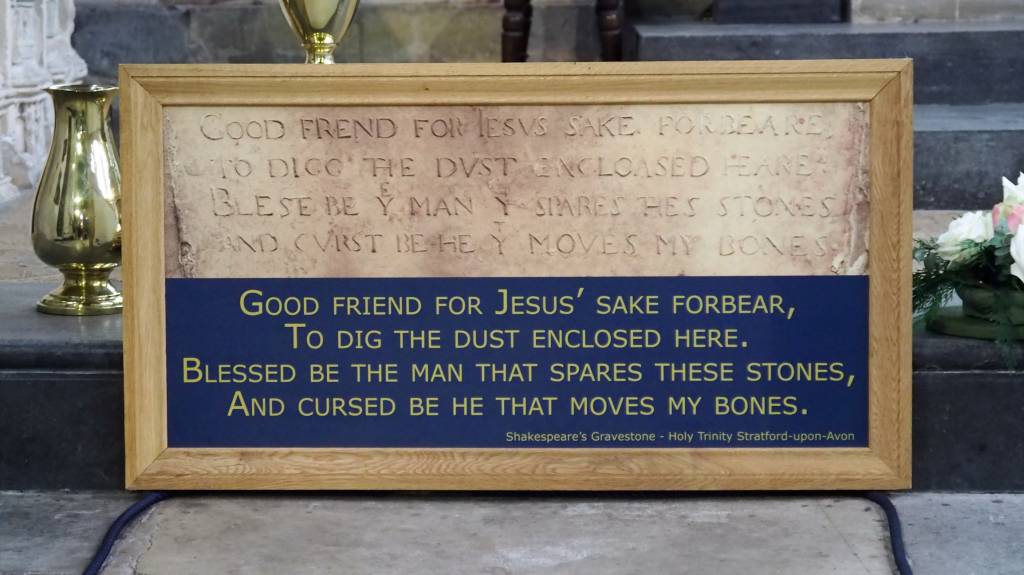 GOOD FREND FOR IESVS SAKE FORBEARE,
TO DIGG THE DVST ENCLOASED HEARE.
BLESE BE Yᴱ MAN Yᵀ SPARES THES STONES,
AND CVRST BE HE Yᵀ MOVES MY BONES.
GOOD FRIEND FOR JESUS’ SAKE FORBEAR,
TO DIG THE DUST ENCLOSED HERE.
BLESSED BE THE MAN THAT SPARES THESE STONES,
AND CURSED BE HE THAT MOVES MY BONES.
Shakespeare's Gravestone - Holy Trinity Stratford-upon-Avon